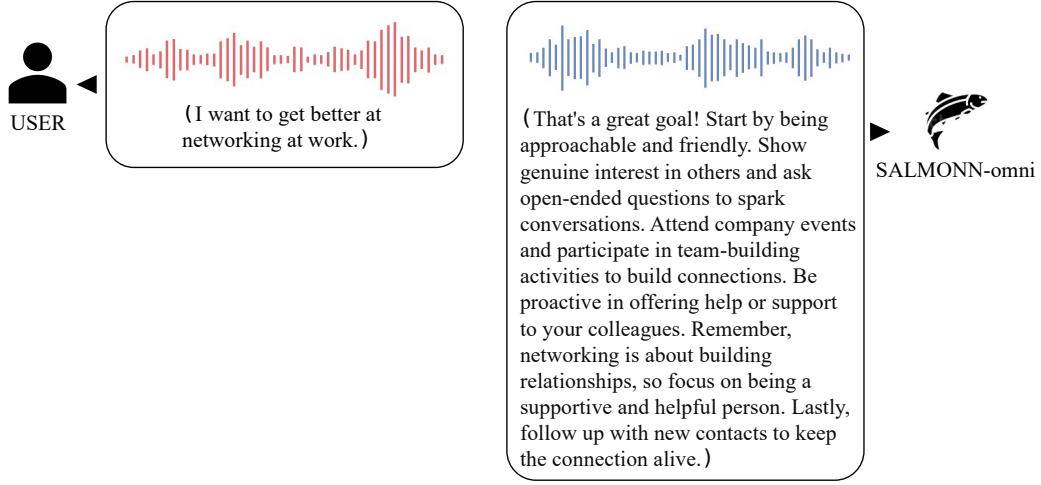 USER
(I want to get better at
networking at work.)
(That's a great goal! Start by being
approachable and friendly. Show
genuine interest in others and ask
open-ended questions to spark
conversations. Attend company events
and participate in team-building
activities to build connections. Be
proactive in offering help or support
to your colleagues. Remember,
networking is about building
relationships, so focus on being a
supportive and helpful person. Lastly,
follow up with new contacts to keep
the connection alive.)
SALMONN-omni